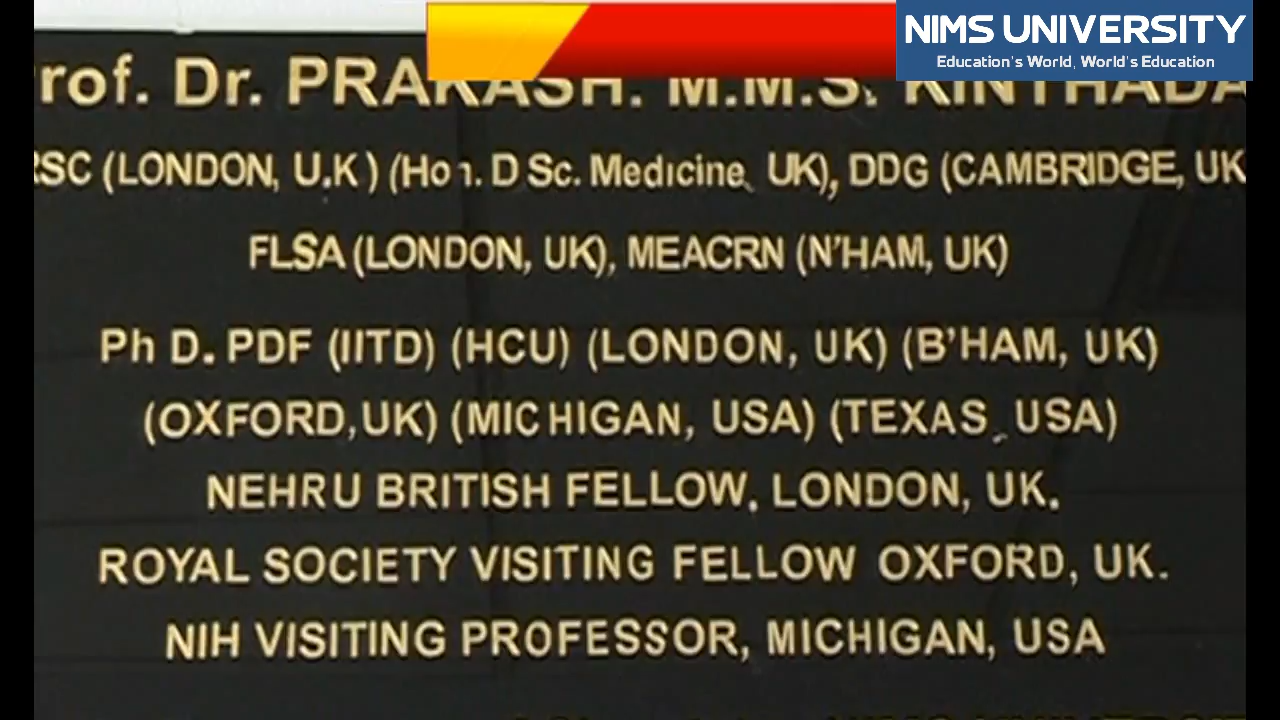 NIMS UNIVERSITY
Education's World, World's Education
rof. Dr. PRAKASH. M.M.S. KINTHADA
RSC (LONDON, U.K ) (Hon. D Sc. Medicine, UK), DDG (CAMBRIDGE, UK
FLSA (LONDON, UK), MEACRN (N'HAM, UK)
Ph D. PDF (IITD) (HCU) (LONDON, UK) (B'HAM, UK)
(OXFORD,UK) (MICHIGAN, USA) (TEXAS, USA)
NEHRU BRITISH FELLOW, LONDON, UK.
ROYAL SOCIETY VISITING FELLOW OXFORD, UK.
NIH VISITING PROFESSOR, MICHIGAN, USA